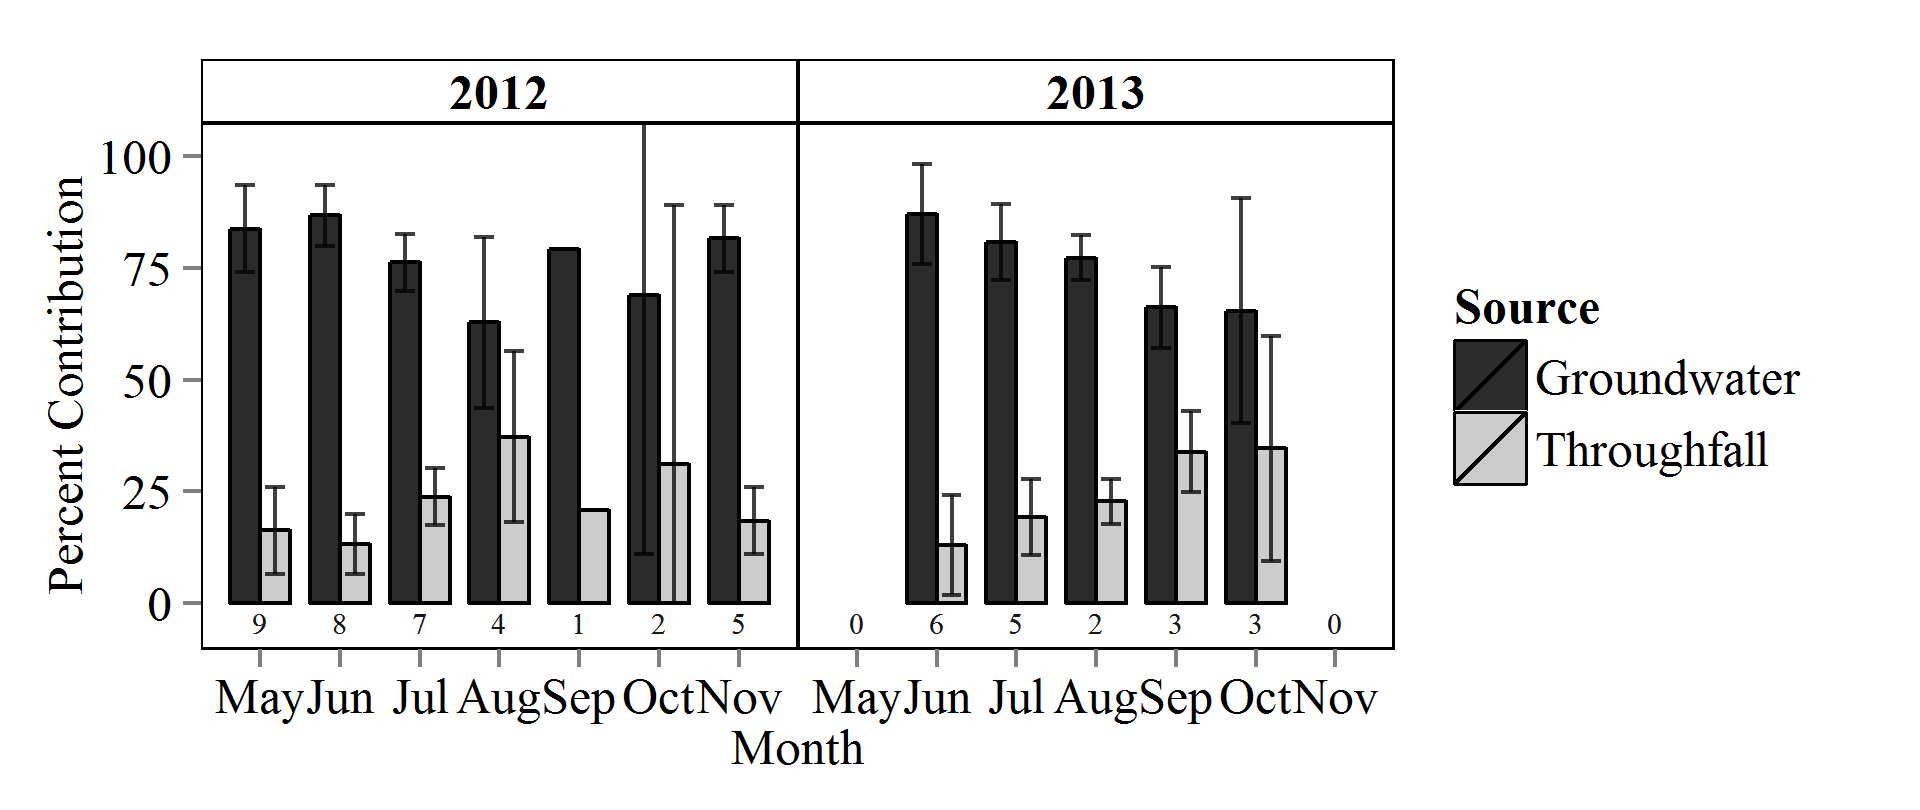 2012 2013
100
75
50
25
0
Percent Contribution
9 8 7 4 1 2 5 0 6 5 2 3 3 0
May Jun Jul Aug Sep Oct Nov May Jun Jul Aug Sep Oct Nov
Month
Source
Groundwater
Throughfall